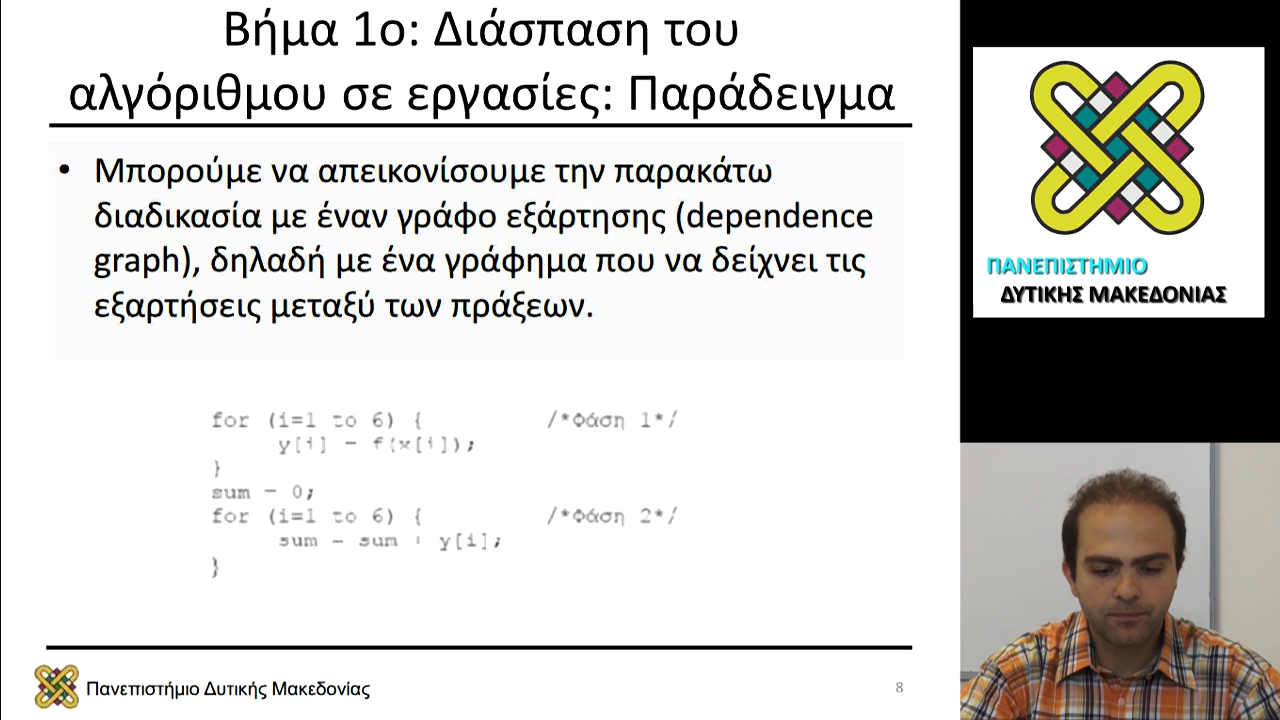 Βήμα 1ο: Διάσπαση του
αλγόριθμου σε εργασίες: Παράδειγμα
• Μπορούμε να απεικονίσουμε την παρακάτω
διαδικασία με έναν γράφο εξάρτησης (dependence
graph), δηλαδή με ένα γράφημα που να δείχνει τις
εξαρτήσεις μεταξύ των πράξεων.
for (i=1 to 6) { /*Φάση 1*/
y[i] = f(x[i]);
}
sum = 0;
for (i=1 to 6) { /*Φάση 2*/
sum = sum + y[i];
}
Πανεπιστήμιο Δυτικής Μακεδονίας
8
ΠΑΝΕΠΙΣΤΗΜΙΟ
ΔΥΤΙΚΗΣ ΜΑΚΕΔΟΝΙΑΣ